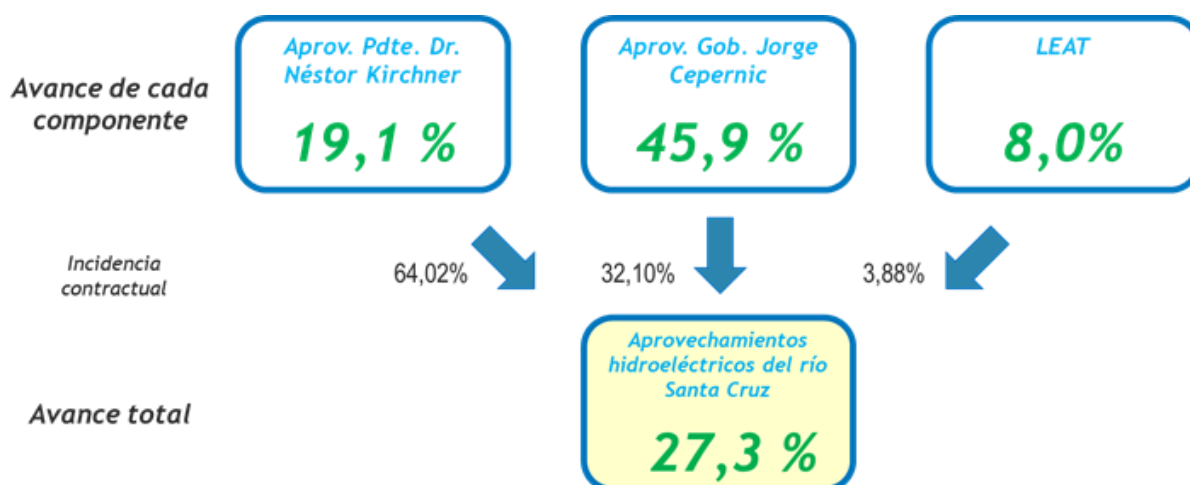 Avance de cada
componente
Aprov. Pdte. Dr.
Néstor Kirchner
19,1 %
Aprov. Gob. Jorge
Cepernic
45,9 %
LEAT
8,0%
Incidencia
contractual
64,02%
32,10%
3,88%
Avance total
Aprovechamientos
hidroeléctricos del río
Santa Cruz
27,3 %